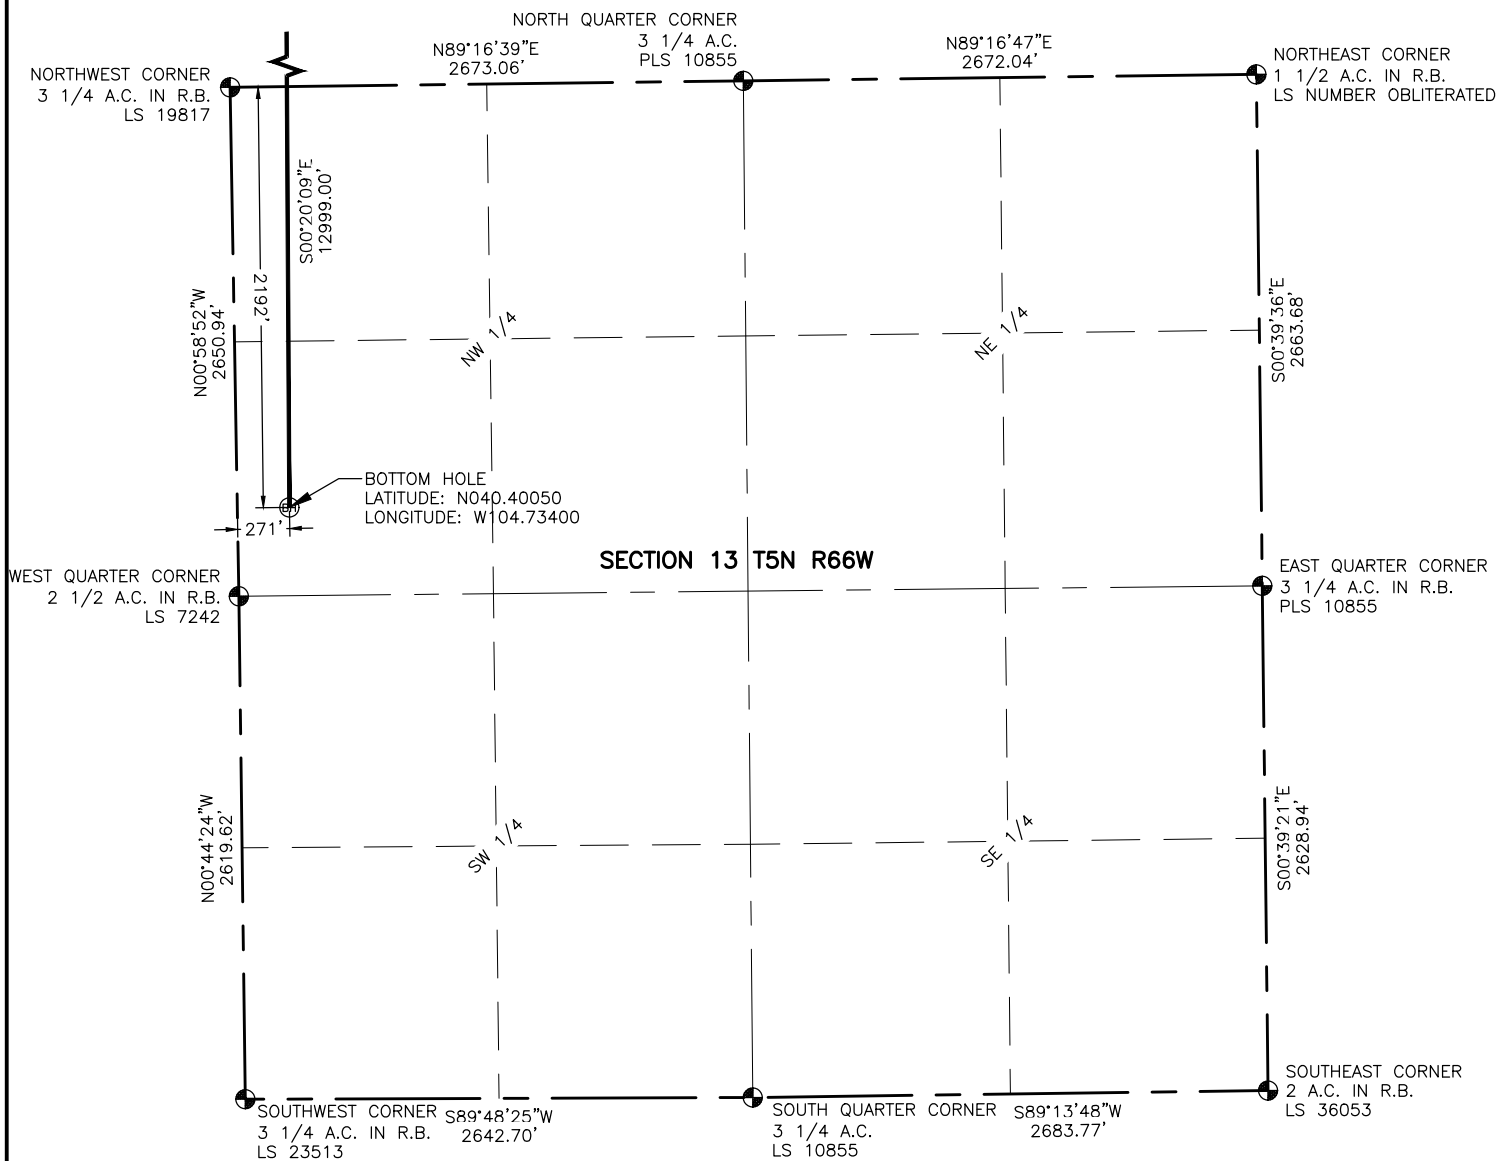 NORTH QUARTER CORNER
3 1/4 A.C.
PLS 10855
N89°16'39"E
2673.06'
N89°16'47"E
2672.04'
NORTHWEST CORNER
3 1/4 A.C. IN R.B.
LS 19817
NORTHEAST CORNER
1 1/2 A.C. IN R.B.
LS NUMBER OBLITERATED
S00°20'09"E
12999.00'
2192'
N00°58'52"W
2650.94'
NW 1/4
NE 1/4
S00°39'36"E
2663.68'
BOTTOM HOLE
LATITUDE: N040.40050
LONGITUDE: W104.73400
BH
271'
SECTION 13 T5N R66W
WEST QUARTER CORNER
2 1/2 A.C. IN R.B.
LS 7242
EAST QUARTER CORNER
3 1/4 A.C. IN R.B.
PLS 10855
N00°44'24"W
2619.62'
SW 1/4
SE 1/4
S00°39'21"E
2628.94'
SOUTHWEST CORNER
3 1/4 A.C. IN R.B.
LS 23513
S89°48'25"W
2642.70'
SOUTH QUARTER CORNER
3 1/4 A.C.
LS 10855
S89°13'48"W
2683.77'
SOUTHEAST CORNER
2 A.C. IN R.B.
LS 36053